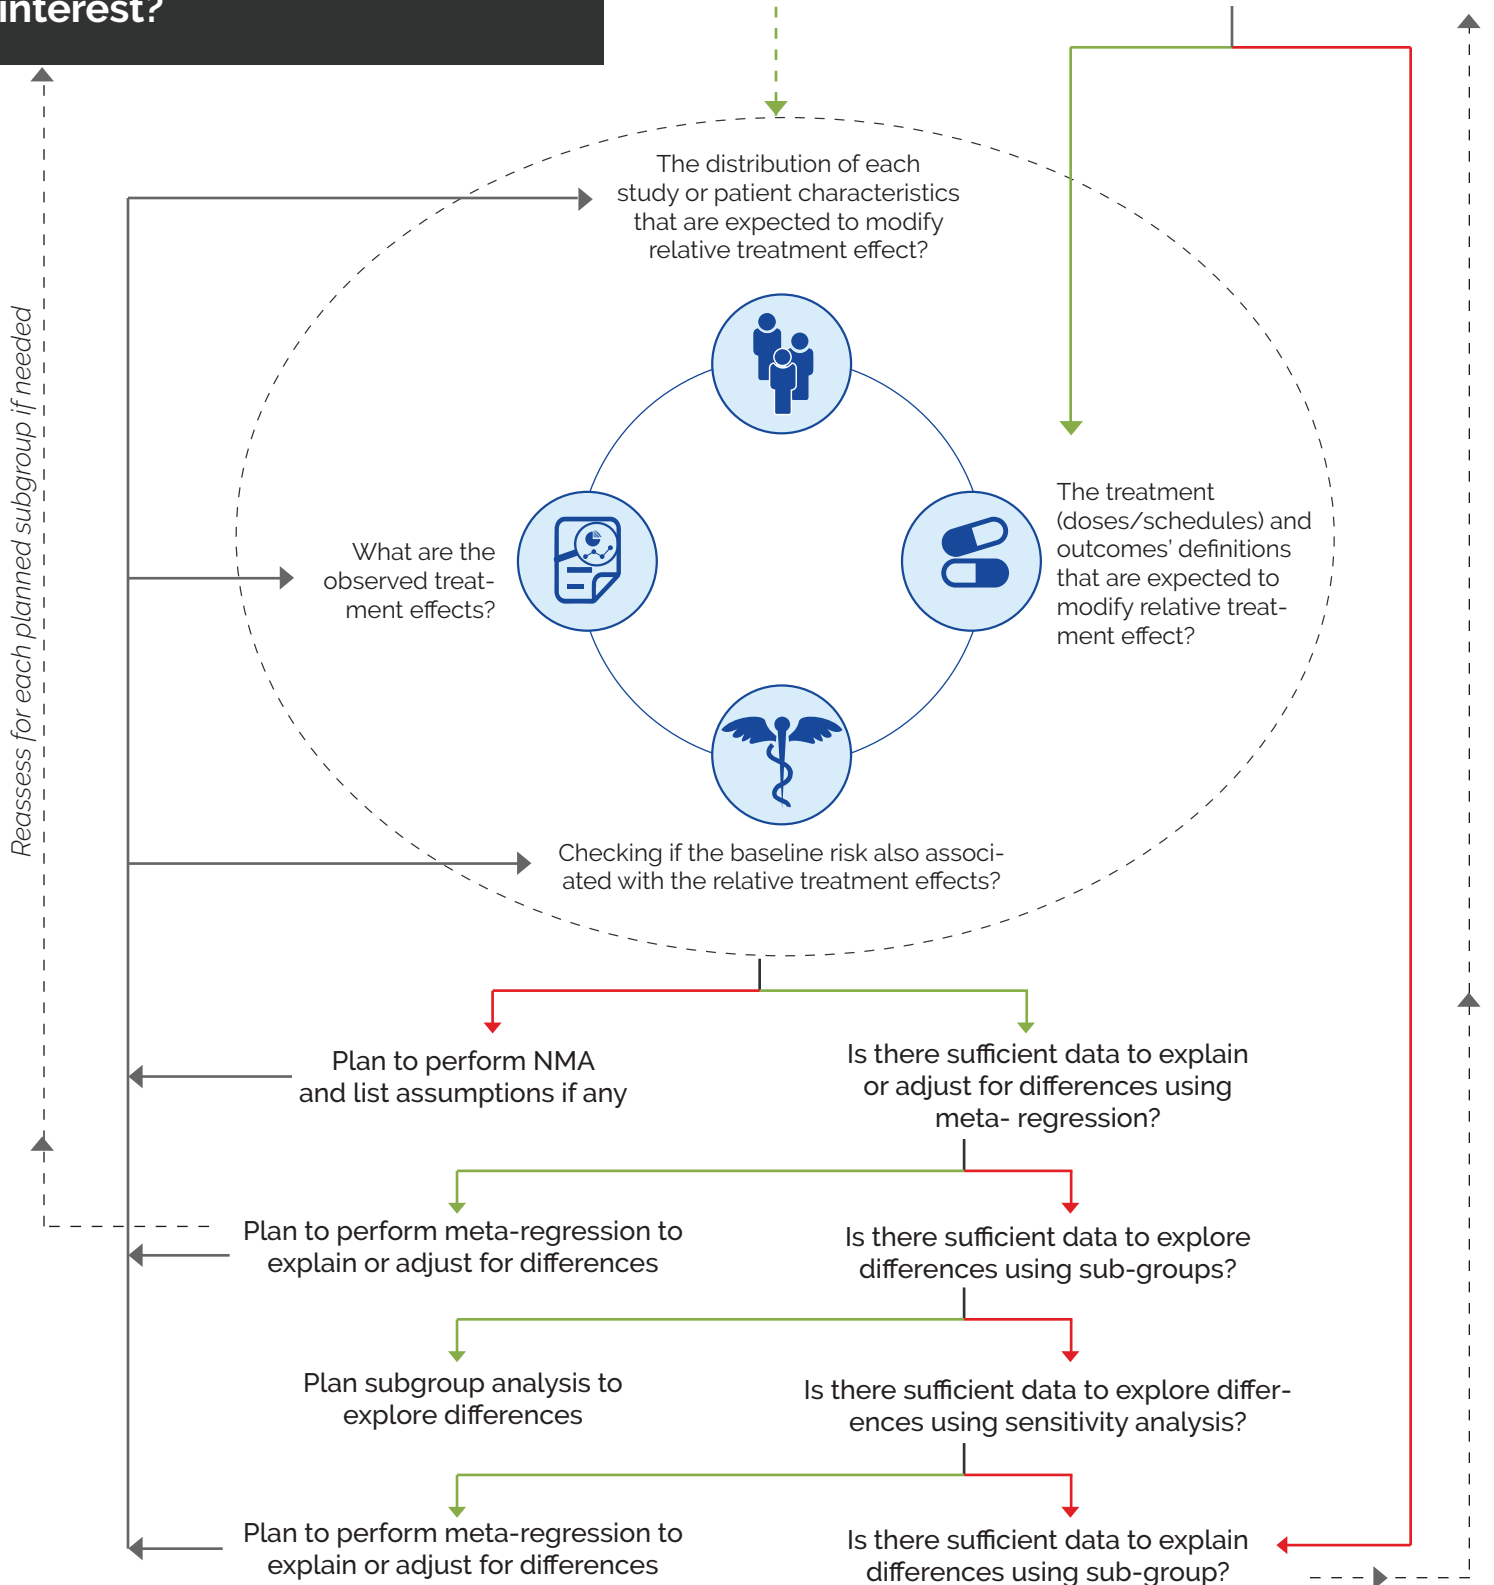 interest?
The distribution of each
study or patient characteristics
that are expected to modify
relative treatment effect?
Reassess for each planned subgroup if needed
What are the
observed treat-
ment effects?
The treatment
(doses/schedules) and
outcomes’ definitions
that are expected to
modify relative treat-
ment effect?
Checking if the baseline risk also associ-
ated with the relative treatment effects?
Plan to perform NMA
and list assumptions if any
Is there sufficient data to explain
or adjust for differences using
meta- regression?
Plan to perform meta-regression to
explain or adjust for differences
Is there sufficient data to explore
differences using sub-groups?
Plan subgroup analysis to
explore differences
Is there sufficient data to explore differ-
ences using sensitivity analysis?
Plan to perform meta-regression to
explain or adjust for differences
Is there sufficient data to explain
differences using sub-group?